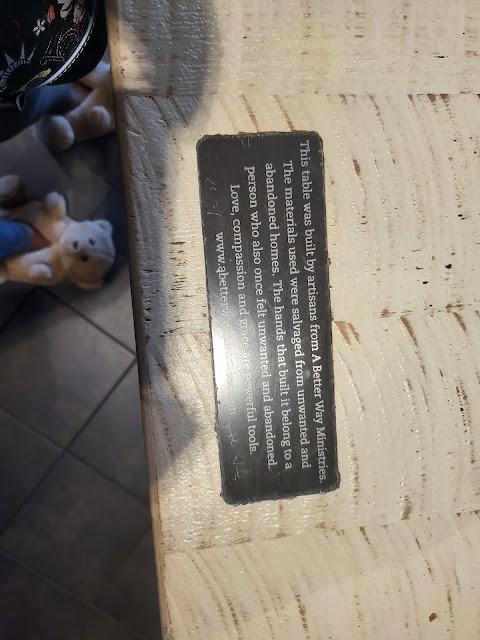 This table was built by artisans from A Better Way Ministries.
The materials used were salvaged from unwanted and
abandoned homes. The hands that built it belong to a
person who also once felt unwanted and abandoned.
Love, compassion and grace are powerful tools.